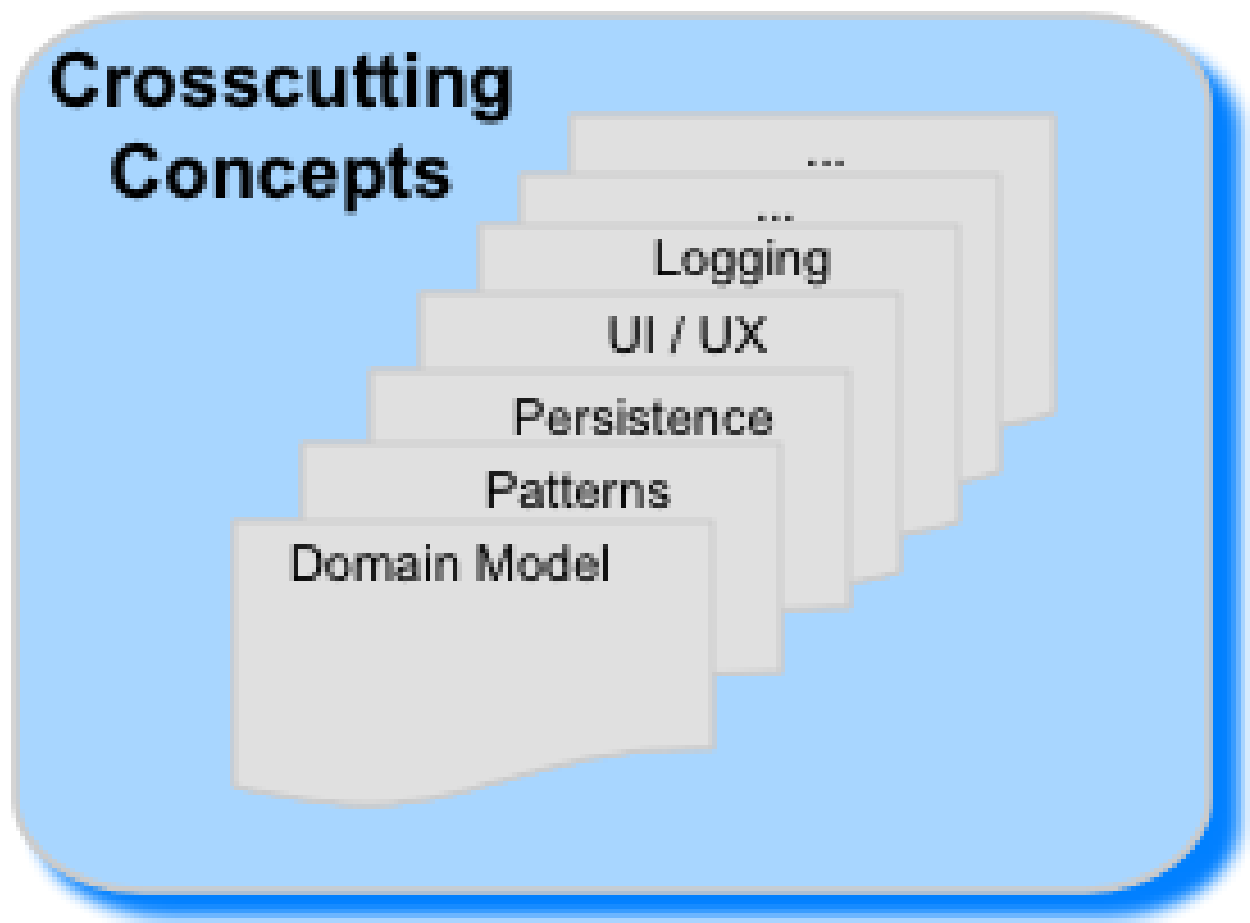 Crosscutting
Concepts
...
...
Logging
UI / UX
Persistence
Patterns
Domain Model